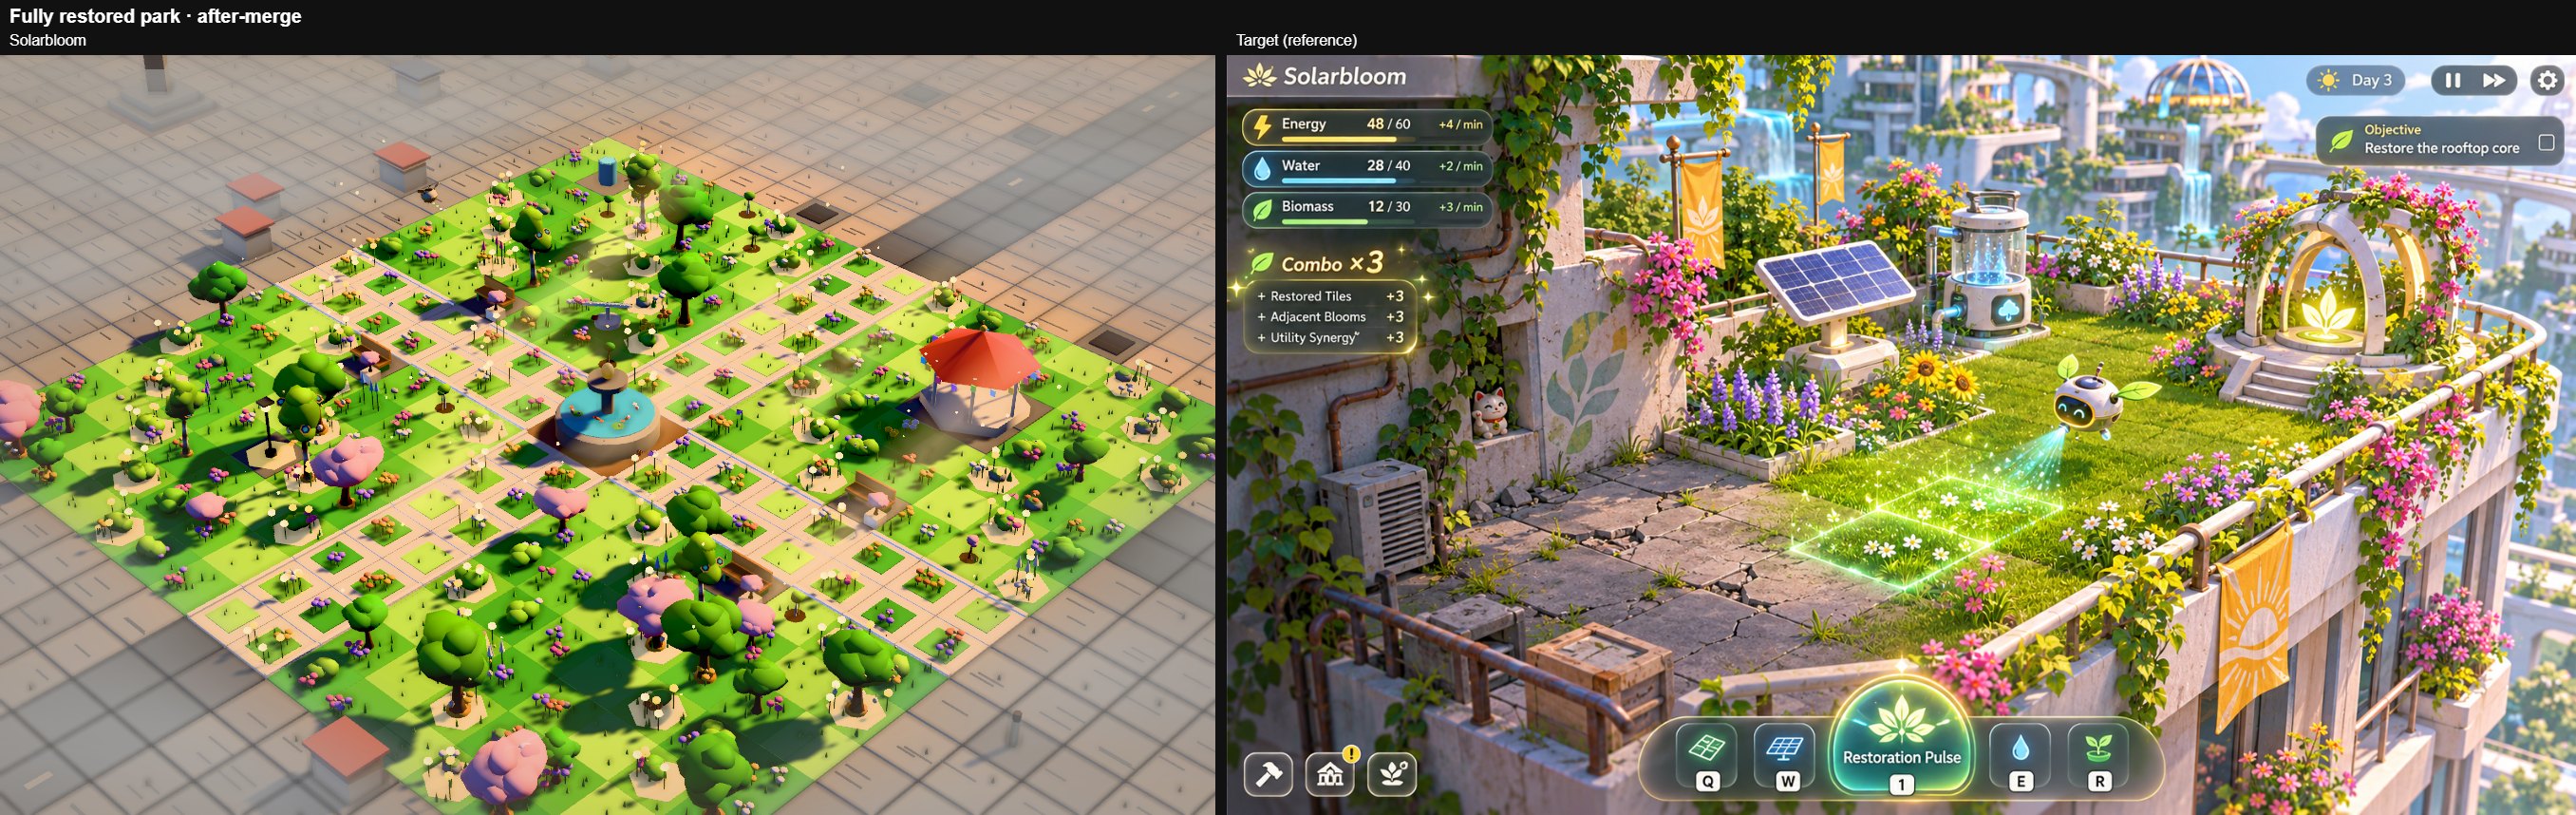 Fully restored park · after-merge
Solarbloom
Target (reference)
Solarbloom
Day 3
Energy 48 / 60 +4 / min
Water 28 / 40 +2 / min
Biomass 12 / 30 +3 / min
Objective
Restore the rooftop core
Combo ×3
+ Restored Tiles +3
+ Adjacent Blooms +3
+ Utility Synergy +3
!
Restoration Pulse
Q W 1 E R